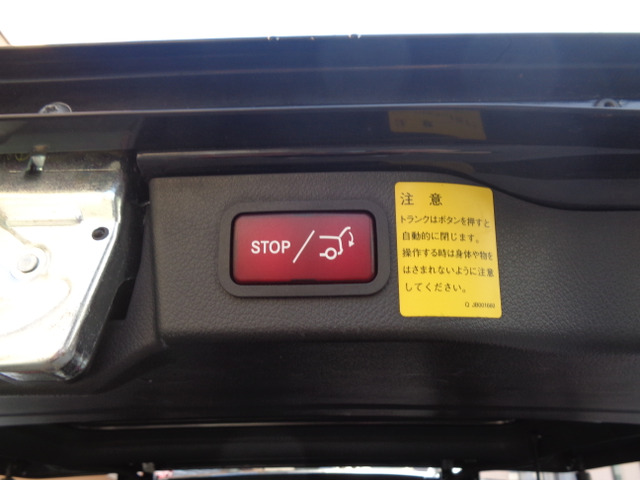 STOP/
注意
トランクはボタンを押すと
自動的に閉じます。
操作する時は身体や物を
はさまれないように注意
してください。